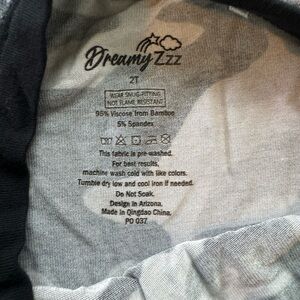 DreamyZzz
2T
WEAR SNUG-FITTING
NOT FLAME RESISTANT
95% Viscose from Bamboo
5% Spandex
This fabric is pre-washed.
For best results,
machine wash cold with like colors.
Tumble dry low and cool iron if needed.
Do Not Soak.
Design in Arizona,
Made in Qingdao China.
PO 037